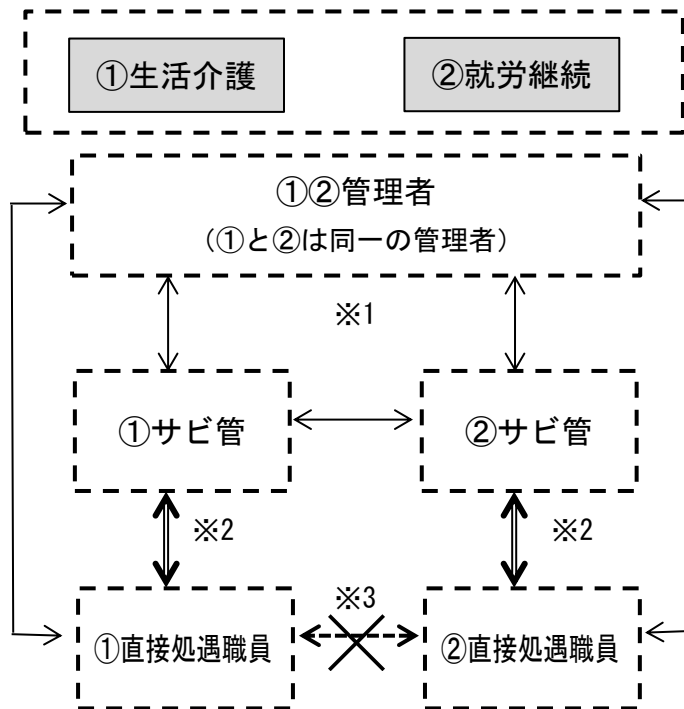 ①生活介護
②就労継続
①②管理者
（①と②は同一の管理者）
※1
①サビ管
②サビ管
※2
※2
※3
①直接処遇職員
②直接処遇職員